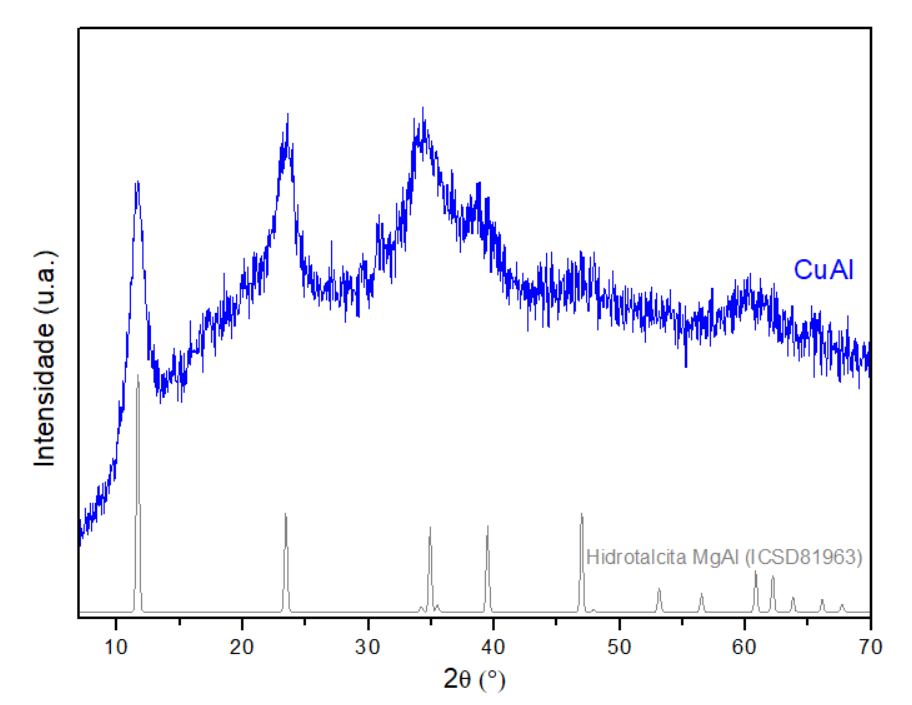 Intensidade (u.a.)
CuAl
Hidrotalcita MgAl (ICSD81963)
10 20 30 40 50 60 70
2θ (°)